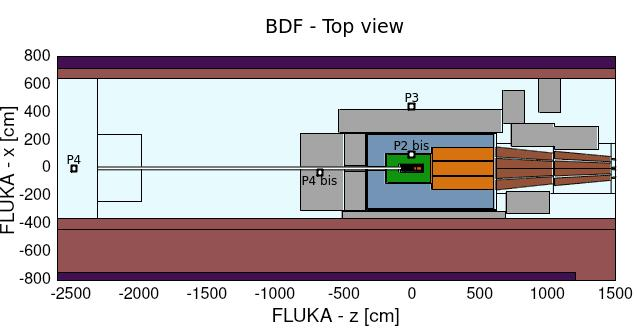 BDF - Top view
FLUKA - x [cm]
800
600
400
200
0
-200
-400
-600
-800
P3
P4
P2 bis
P4 bis
-2500 -2000 -1500 -1000 -500 0 500 1000 1500
FLUKA - z [cm]